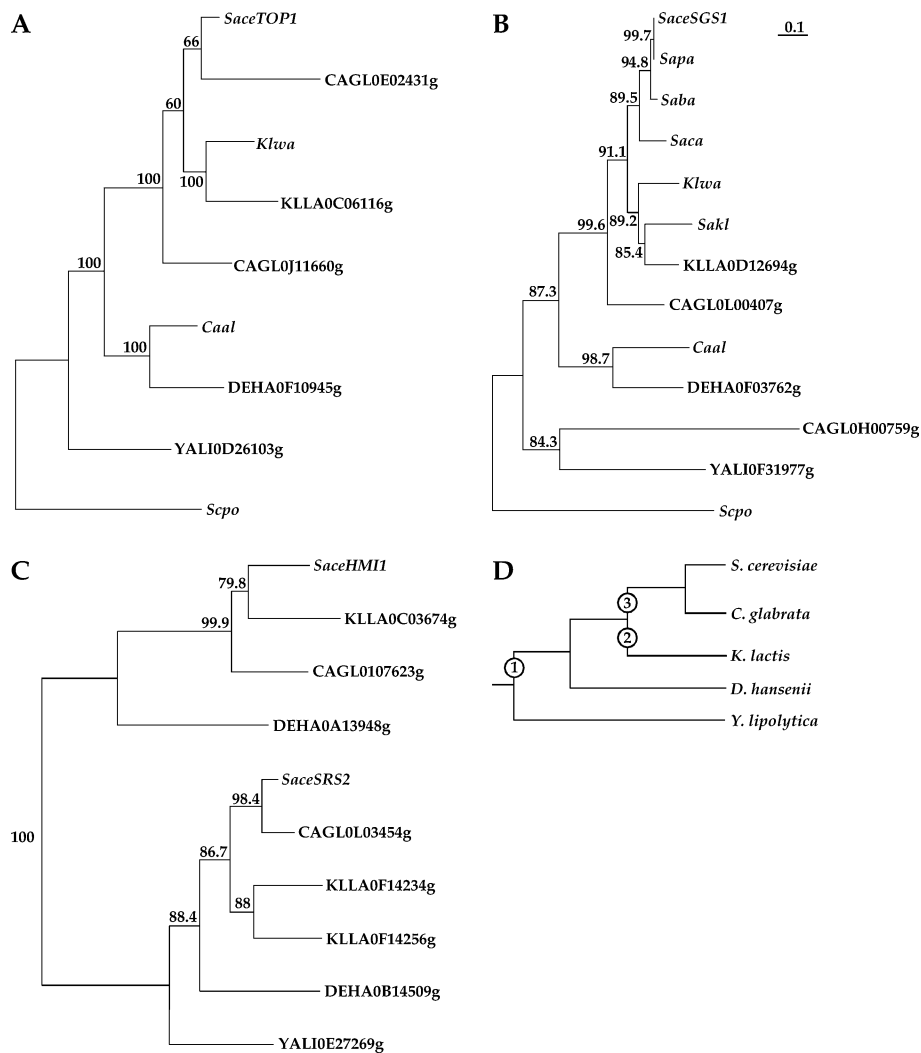 A
SaceTOP1
66
CAGL0E02431g
60
Klwa
100
KLLA0C06116g
100
CAGL0J11660g
100
Caal
100
DEHA0F10945g
YALI0D26103g
Scpo
B
SaceSGS1
0.1
99.7
Sapa
94.8
Saba
89.5
Saca
91.1
Klwa
89.2
Sakl
99.6
85.4
KLLA0D12694g
87.3
CAGL0L00407g
Caal
98.7
DEHA0F03762g
CAGL0H00759g
84.3
YALI0F31977g
Scpo
C
SaceHMI1
79.8
KLLA0C03674g
99.9
CAGL0107623g
DEHA0A13948g
SaceSRS2
98.4
CAGL0L03454g
100
86.7
KLLA0F14234g
88
88.4
KLLA0F14256g
DEHA0B14509g
YALI0E27269g
D
S. cerevisiae
3
C. glabrata
2
K. lactis
1
D. hansenii
Y. lipolytica